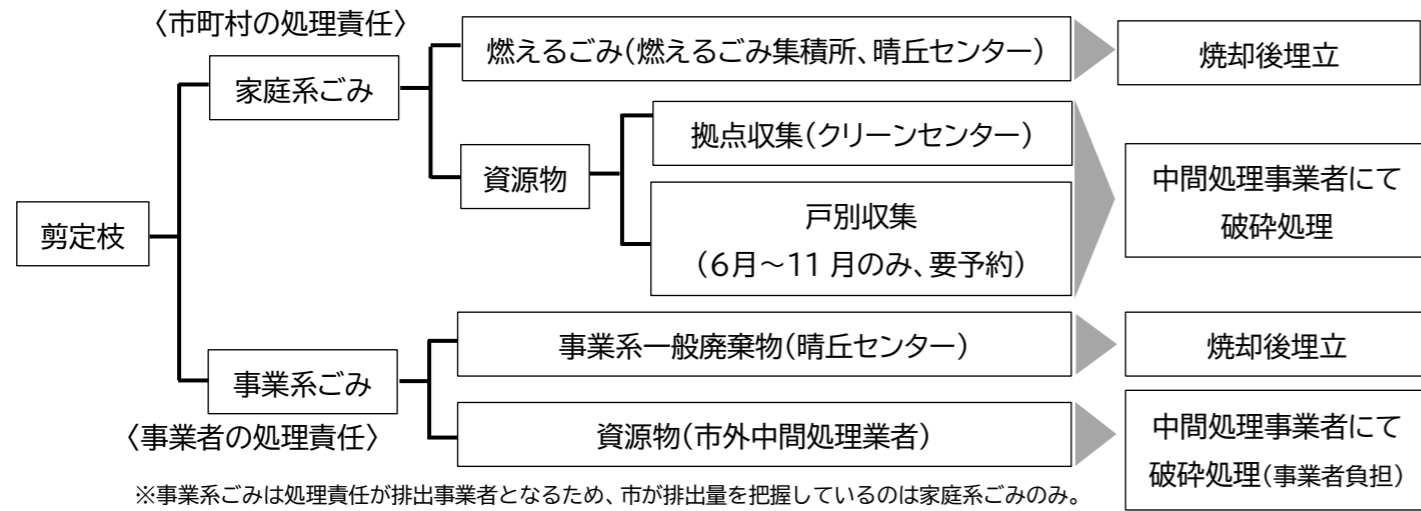 〈市町村の処理責任〉
燃えるごみ(燃えるごみ集積所、晴丘センター)
焼却後埋立
家庭系ごみ
拠点収集(クリーンセンター)
資源物
戸別収集
(6月~11月のみ、要予約)
中間処理事業者にて
破砕処理
剪定枝
事業系一般廃棄物(晴丘センター)
焼却後埋立
事業系ごみ
〈事業者の処理責任〉
資源物(市外中間処理業者)
中間処理事業者にて
破砕処理(事業者負担)
※事業系ごみは処理責任が排出事業者となるため、市が排出量を把握しているのは家庭系ごみのみ。